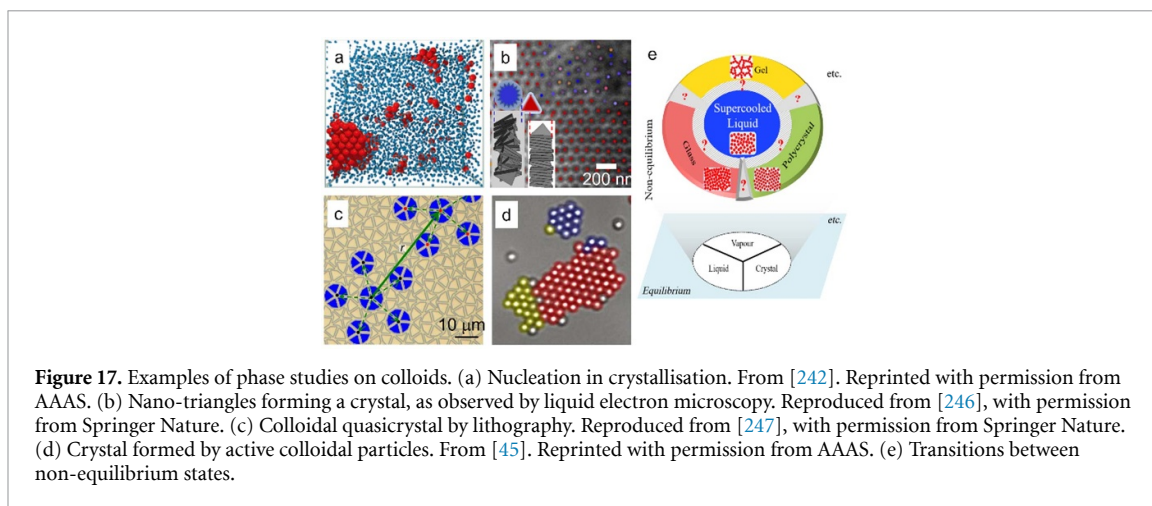 a
b
200 nm
c
r
10 μm
d
e
Gel
etc.
?
?
?
Supercooled
Liquid
?
?
Glass
Polycrystal
?
Non-equilibrium
etc.
Vapour
Liquid
Crystal
Equilibrium
Figure 17. Examples of phase studies on colloids. (a) Nucleation in crystallisation. From [242]. Reprinted with permission from
AAAS. (b) Nano-triangles forming a crystal, as observed by liquid electron microscopy. Reproduced from [246], with permission
from Springer Nature. (c) Colloidal quasicrystal by lithography. Reproduced from [247], with permission from Springer Nature.
(d) Crystal formed by active colloidal particles. From [45]. Reprinted with permission from AAAS. (e) Transitions between
non-equilibrium states.